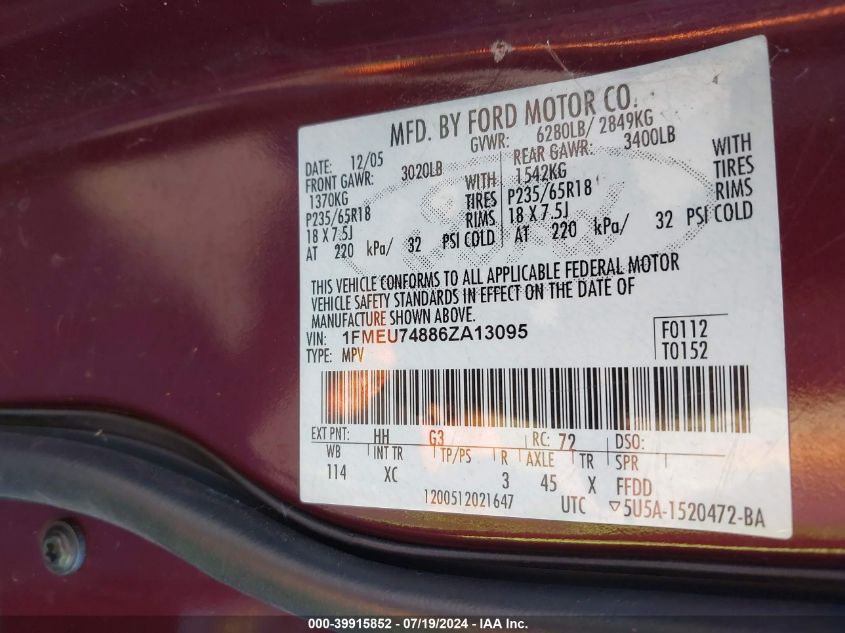 MFD. BY FORD MOTOR CO.
DATE: 12/05 GVWR: 6280LB/ 2849KG
FRONT GAWR: 3020LB REAR GAWR: 3400LB
1370KG WITH 1542KG WITH
P235/65R18 TIRES P235/65R18 TIRES
18 X 7.5J RIMS 18 X 7.5J RIMS
AT 220 kPa/ 32 PSI COLD AT 220 kPa/ 32 PSI COLD
THIS VEHICLE CONFORMS TO ALL APPLICABLE FEDERAL MOTOR
VEHICLE SAFETY STANDARDS IN EFFECT ON THE DATE OF
MANUFACTURE SHOWN ABOVE.
VIN: 1FMEU74886ZA13095 F0112
TYPE: MPV T0152
EXT PNT: HH G3 RC: 72 DSO:
WB INT TR TP/PS R AXLE TR SPR
114 XC 3 45 X FFDD
1200512021647 UTC ▽5U5A-1520472-BA
000-39915852 / 07/19/2024 - IAA Inc.